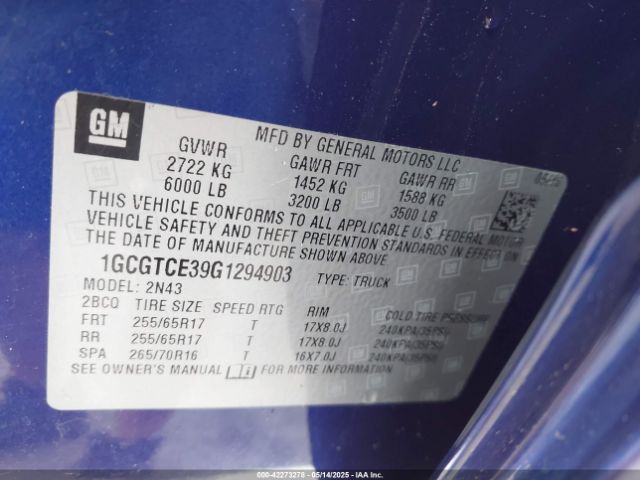 GM
MFD BY GENERAL MOTORS LLC
GVWR GAWR FRT GAWR RR
2722 KG 1452 KG 1588 KG
6000 LB 3200 LB 3500 LB
THIS VEHICLE CONFORMS TO ALL APPLICABLE U.S. FEDERAL MOTOR
VEHICLE SAFETY AND THEFT PREVENTION STANDARDS IN EFFECT ON
THE DATE OF MANUFACTURE SHOWN ABOVE.
1GCGTCE39G1294903 TYPE: TRUCK
MODEL: 2N43
2BCQ TIRE SIZE SPEED RTG RIM COLD TIRE PRESSURE
FRT 255/65R17 T 17X8.0J 240KPA(35PSI)
RR 255/65R17 T 17X8.0J 240KPA(35PSI)
SPA 265/70R16 T 16X7.0J 240KPA(35PSI)
SEE OWNER'S MANUAL FOR MORE INFORMATION
000-42273278 - 05/14/2025 - IAA Inc.